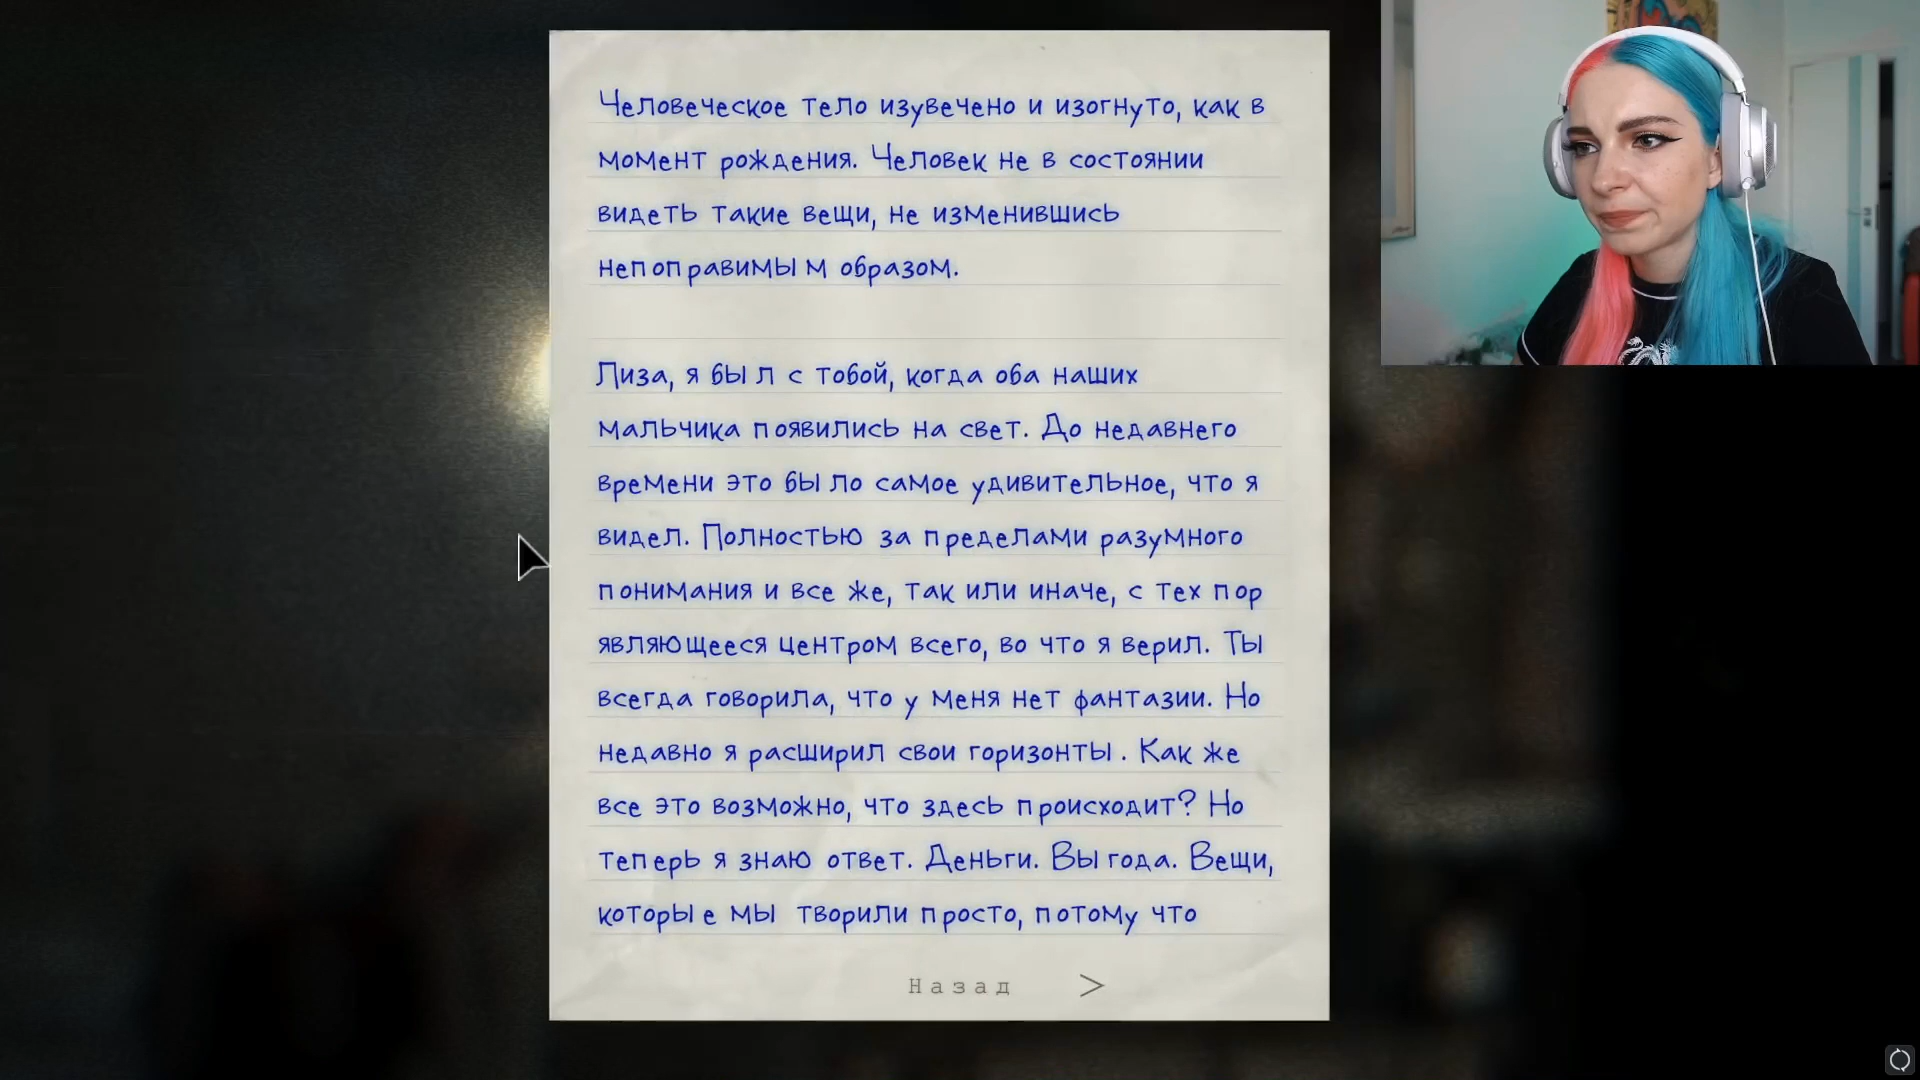 Человеческое тело изувечено и изогнуто, как в
момент рождения. Человек не в состоянии
видеть такие вещи, не изменившись
непоправимым образом.
Лиза, я был с тобой, когда оба наших
мальчика появились на свет. До недавнего
времени это было самое удивительное, что я
видел. Полностью за пределами разумного
понимания и все же, так или иначе, с тех пор
являющееся центром всего, во что я верил. Ты
всегда говорила, что у меня нет фантазии. Но
недавно я расширил свои горизонты. Как же
все это возможно, что здесь происходит? Но
теперь я знаю ответ. Деньги. Выгода. Вещи,
которые мы творили просто, потому что
Назад >